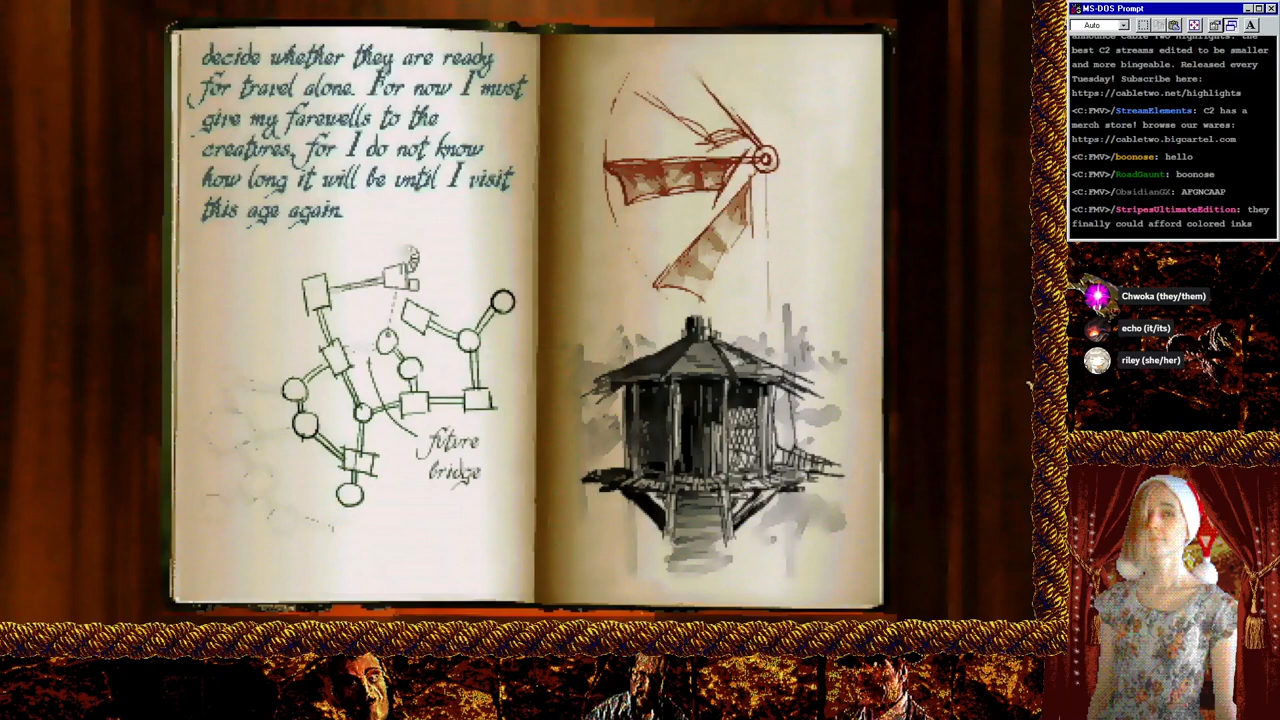 decide whether they are ready
for travel alone. For now I must
give my farewells to the
creatures, for I do not know
how long it will be until I visit
this age again.
future
bridge
MS-DOS Prompt
Auto
A
announce Cable Two Highlights: the
best C2 streams edited to be smaller
and more bingeable. Released every
Tuesday! Subscribe here:
https://cabletwo.net/highlights
<C:FMV>/StreamElements: C2 has a
merch store! browse our wares:
https://cabletwo.bigcartel.com
<C:FMV>/boonose: hello
<C:FMV>/RoadGaunt: boonose
<C:FMV>/ObsidianGX: AFGNCAAP
<C:FMV>/StripesUltimateEdition: they
finally could afford colored inks
Chwoka (they/them)
echo (it/its)
riley (she/her)